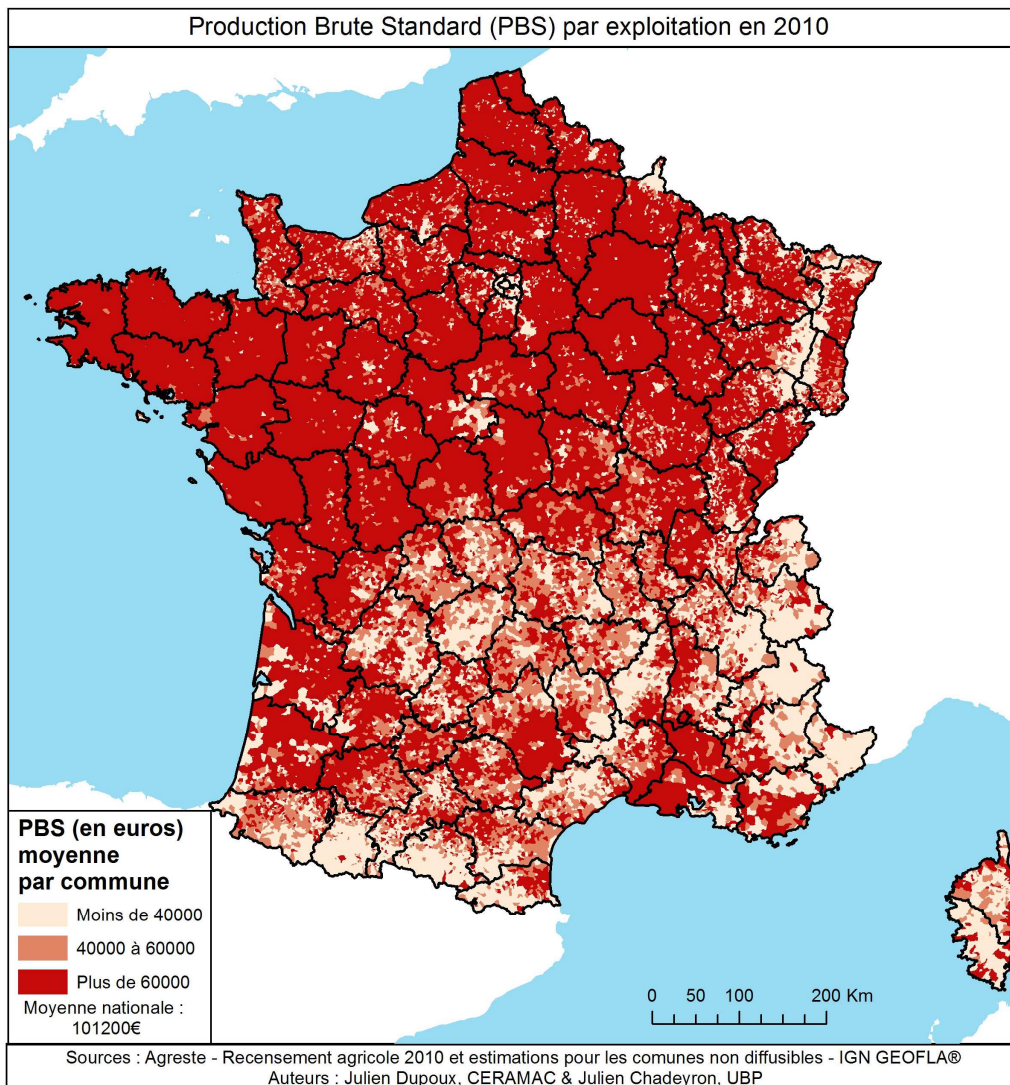 Production Brute Standard (PBS) par exploitation en 2010
PBS (en euros)
moyenne
par commune
Moins de 40000
40000 à 60000
Plus de 60000
Moyenne nationale :
101200€
0 50 100 200 Km
Sources : Agreste - Recensement agricole 2010 et estimations pour les comunes non diffusibles - IGN GEOFLA®
Auteurs : Julien Dupoux, CERAMAC & Julien Chadeyron, UBP